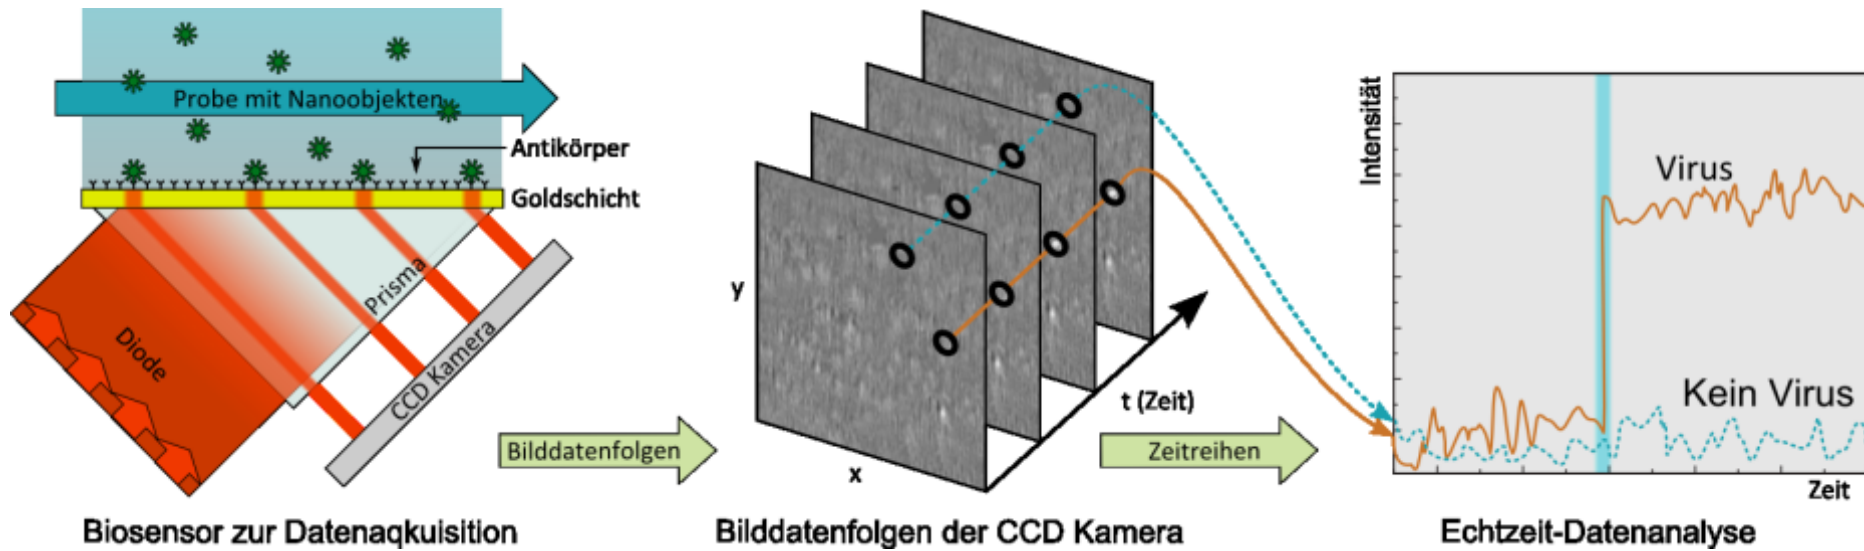 Probe mit Nanoobjekten
Antikörper
Goldschicht
Prisma
Diode
CCD Kamera
Bilddatenfolgen
Biosensor zur Datenaqkuisition
y
x
t (Zeit)
Zeitreihen
Bilddatenfolgen der CCD Kamera
Intensität
Virus
Kein Virus
Zeit
Echtzeit-Datenanalyse